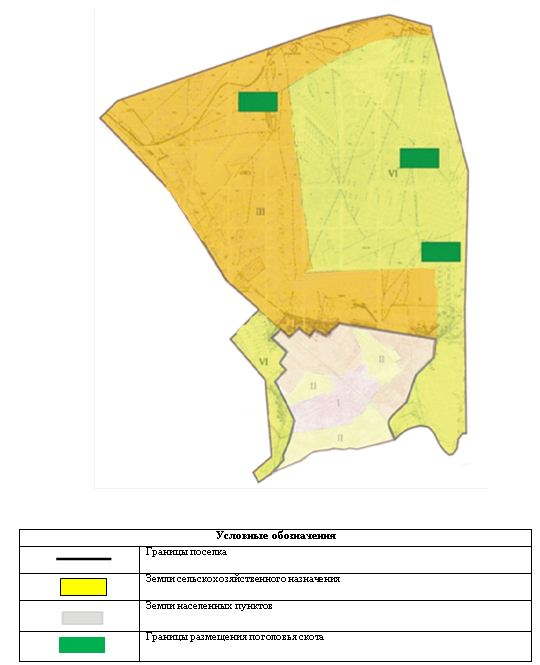 VI
III
VI
II
II
I
II
Условные обозначения
Границы поселка
Земли сельскохозяйственного назначения
Земли населенных пунктов
Границы размещения поголовья скота